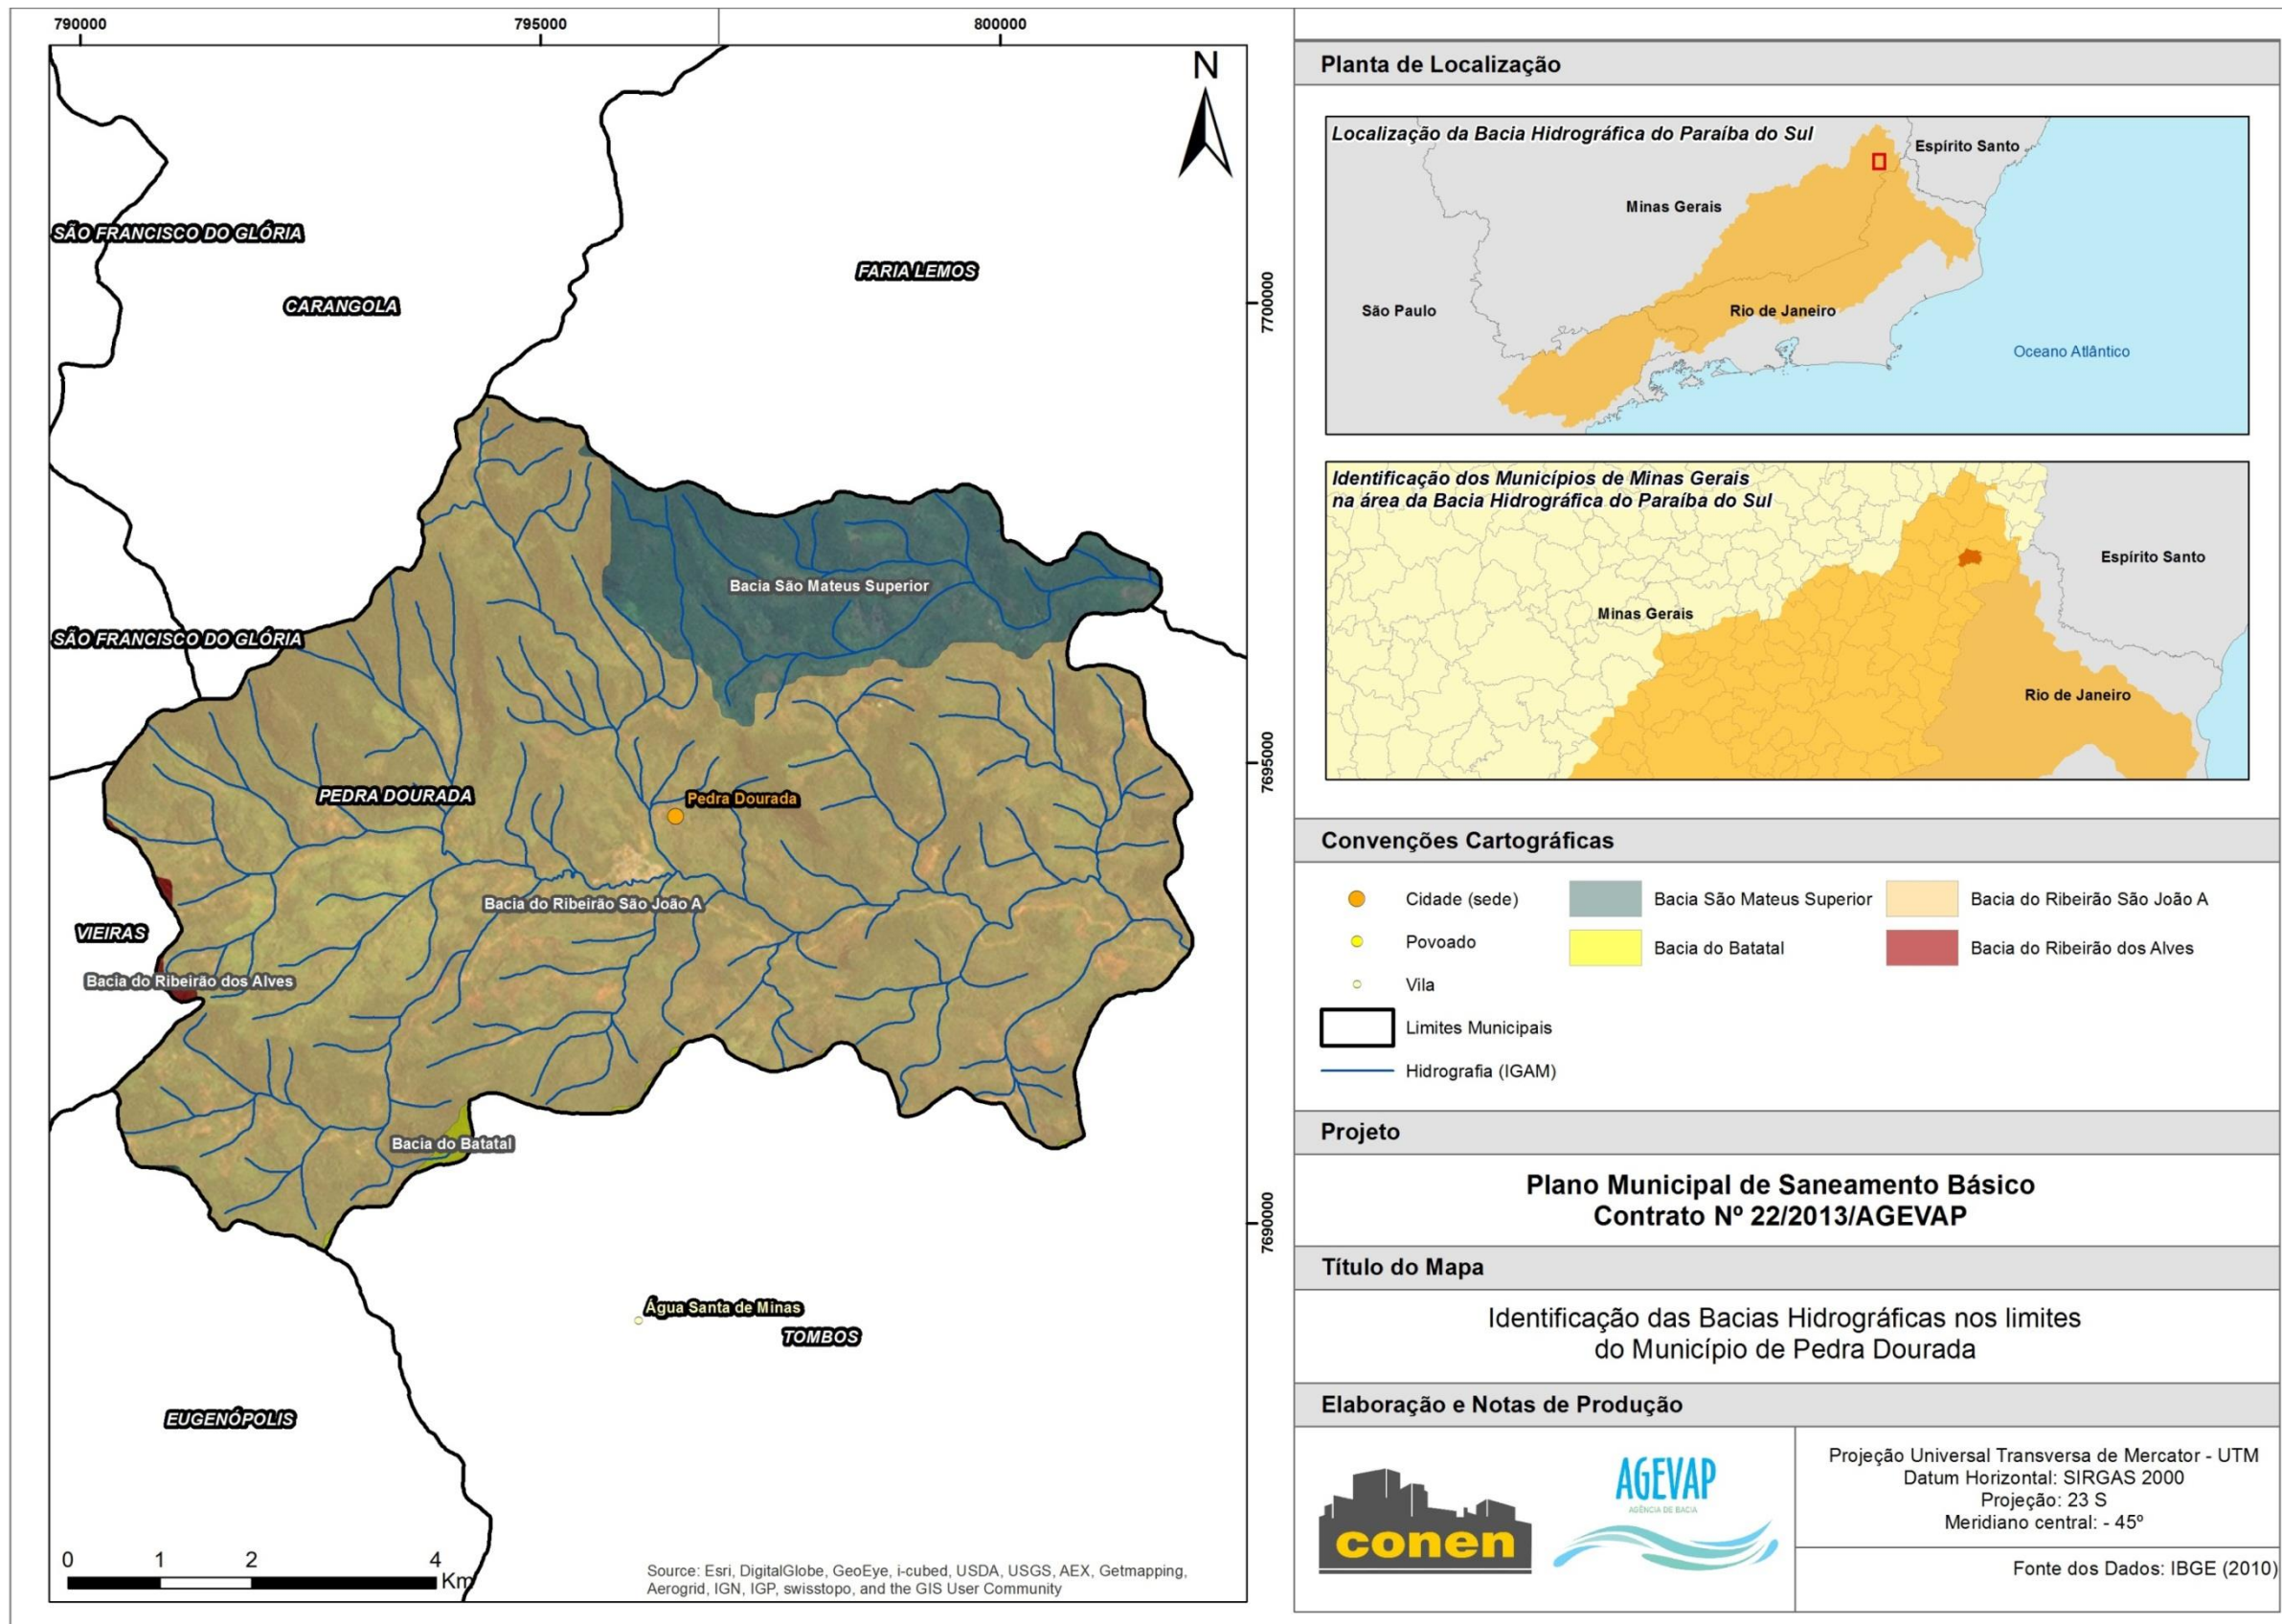 790000
795000
800000
N
SÃO FRANCISCO DO GLÓRIA
CARANGOLA
FARIA LEMOS
7700000
Bacia São Mateus Superior
SÃO FRANCISCO DO GLÓRIA
7695000
PEDRA DOURADA
Pedra Dourada
Bacia do Ribeirão São João A
VIEIRAS
Bacia do Ribeirão dos Alves
Bacia do Batatal
7690000
Água Santa de Minas
TOMBOS
EUGENÓPOLIS
0 1 2 4
Km
Source: Esri, DigitalGlobe, GeoEye, i-cubed, USDA, USGS, AEX, Getmapping,
Aerogrid, IGN, IGP, swisstopo, and the GIS User Community
Planta de Localização
Localização da Bacia Hidrográfica do Paraíba do Sul
Espírito Santo
Minas Gerais
São Paulo
Rio de Janeiro
Oceano Atlântico
Identificação dos Municípios de Minas Gerais
na área da Bacia Hidrográfica do Paraíba do Sul
Espírito Santo
Minas Gerais
Rio de Janeiro
Convenções Cartográficas
Cidade (sede)
Povoado
Vila
Limites Municipais
Hidrografia (IGAM)
Bacia São Mateus Superior
Bacia do Batatal
Bacia do Ribeirão São João A
Bacia do Ribeirão dos Alves
Projeto
Plano Municipal de Saneamento Básico
Contrato Nº 22/2013/AGEVAP
Título do Mapa
Identificação das Bacias Hidrográficas nos limites
do Município de Pedra Dourada
Elaboração e Notas de Produção
conen
AGEVAP
AGÊNCIA DE BACIA
Projeção Universal Transversa de Mercator - UTM
Datum Horizontal: SIRGAS 2000
Projeção: 23 S
Meridiano central: - 45º
Fonte dos Dados: IBGE (2010)